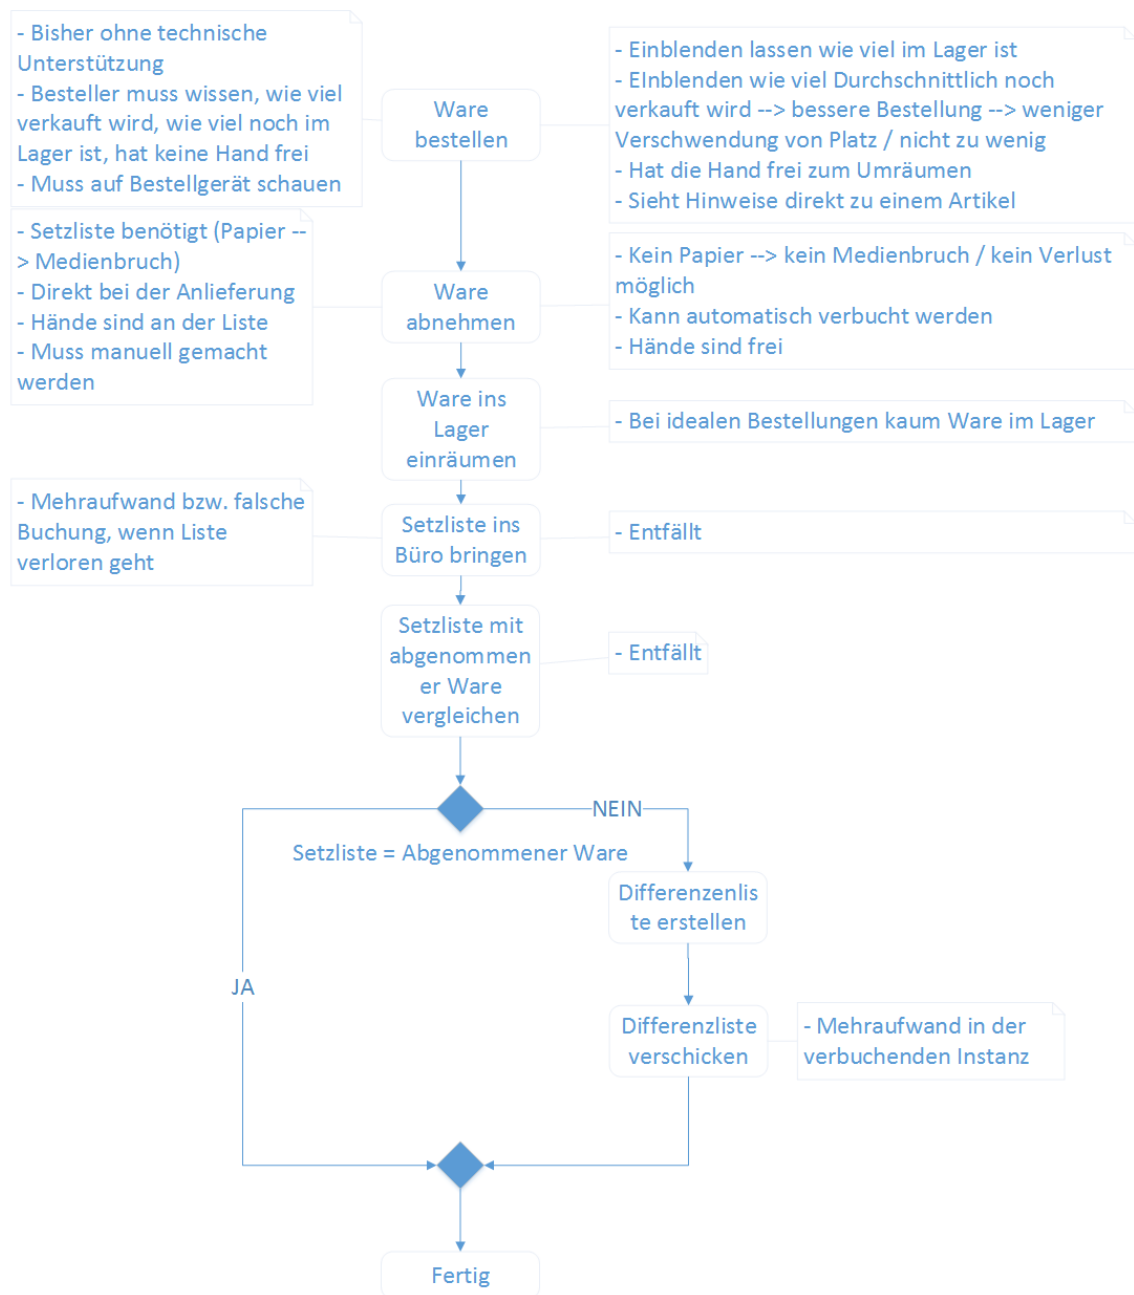 - Bisher ohne technische
Unterstützung
- Besteller muss wissen, wie viel
verkauft wird, wie viel noch im
Lager ist, hat keine Hand frei
- Muss auf Bestellgerät schauen
Ware
bestellen
- Einblenden lassen wie viel im Lager ist
- EInblenden wie viel Durchschnittlich noch
verkauft wird --> bessere Bestellung --> weniger
Verschwendung von Platz / nicht zu wenig
- Hat die Hand frei zum Umräumen
- Sieht Hinweise direkt zu einem Artikel
- Setzliste benötigt (Papier --
> Medienbruch)
- Direkt bei der Anlieferung
- Hände sind an der Liste
- Muss manuell gemacht
werden
Ware
abnehmen
- Kein Papier --> kein Medienbruch / kein Verlust
möglich
- Kann automatisch verbucht werden
- Hände sind frei
Ware ins
Lager
einräumen
- Bei idealen Bestellungen kaum Ware im Lager
- Mehraufwand bzw. falsche
Buchung, wenn Liste
verloren geht
Setzliste ins
Büro bringen
- Entfällt
Setzliste mit
abgenommen
er Ware
vergleichen
- Entfällt
NEIN
Setzliste = Abgenommener Ware
Differenzenlis
te erstellen
JA
Differenzliste
verschicken
- Mehraufwand in der
verbuchenden Instanz
Fertig